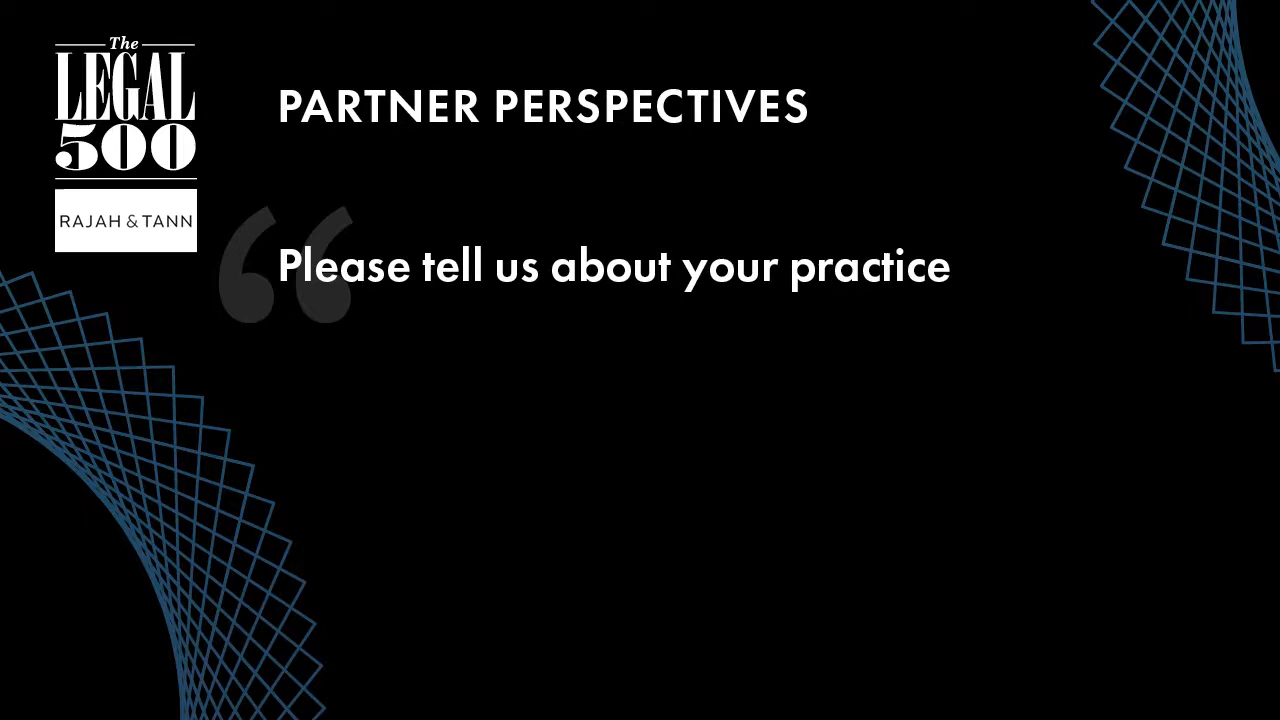 The
LEGAL
500
RAJAH & TANN
PARTNER PERSPECTIVES
“
Please tell us about your practice